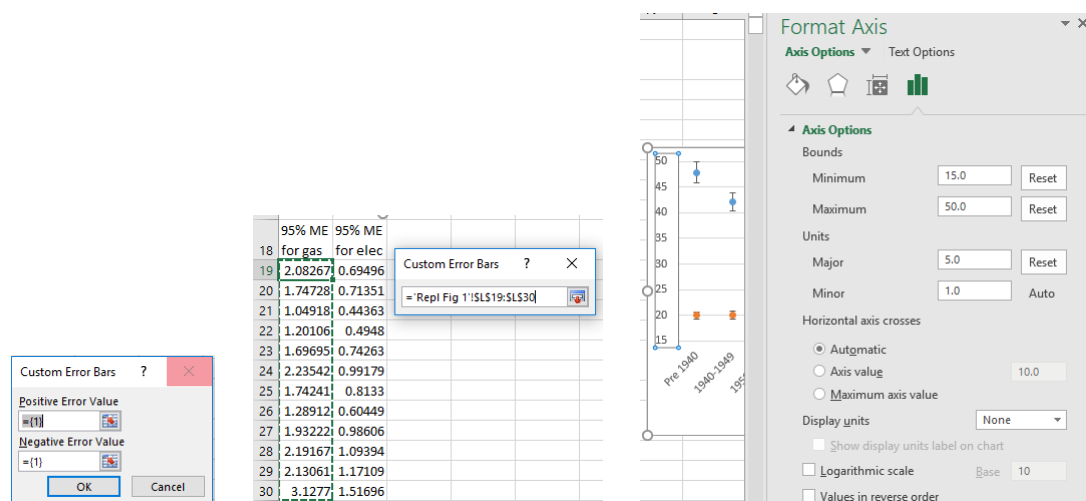 Custom Error Bars ? ×
Positive Error Value
={1}
Negative Error Value
={1}
OK Cancel
95% ME 95% ME
18 for gas for elec
19 2.08267 0.69496
20 1.74728 0.71351
21 1.04918 0.44363
22 1.20106 0.4948
23 1.69695 0.74263
24 2.23542 0.99179
25 1.74241 0.8133
26 1.28912 0.60449
27 1.93222 0.98606
28 2.19167 1.09394
29 2.13061 1.17109
30 3.1277 1.51696
Custom Error Bars ? ×
='Repl Fig 1'!$L$19:$L$30
50
45
40
35
30
25
20
15
Pre 1940
1940-1949
Format Axis
Axis Options Text Options
Axis Options
Bounds
Minimum 15.0 Reset
Maximum 50.0 Reset
Units
Major 5.0 Reset
Minor 1.0 Auto
Horizontal axis crosses
Automatic
Axis value 10.0
Maximum axis value
Display units None
Show display units label on chart
Logarithmic scale Base 10
Values in reverse order